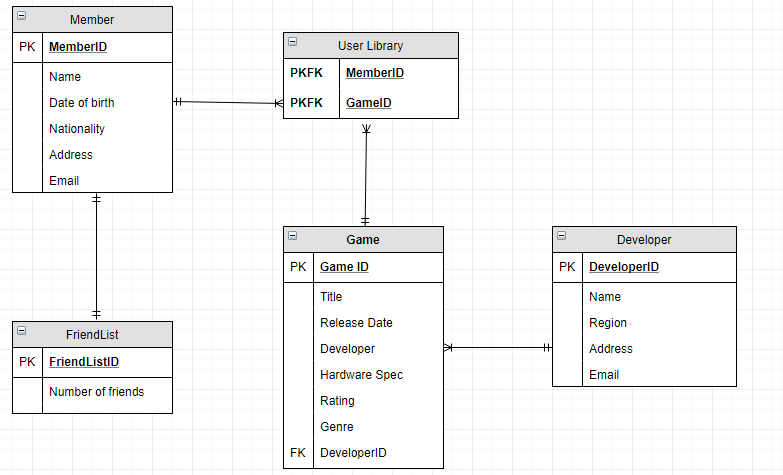 Member
PK MemberID
Name
Date of birth
Nationality
Address
Email
User Library
PKFK MemberID
PKFK GameID
FriendList
PK FriendListID
Number of friends
Game
PK Game ID
Title
Release Date
Developer
Hardware Spec
Rating
Genre
FK DeveloperID
Developer
PK DeveloperID
Name
Region
Address
Email